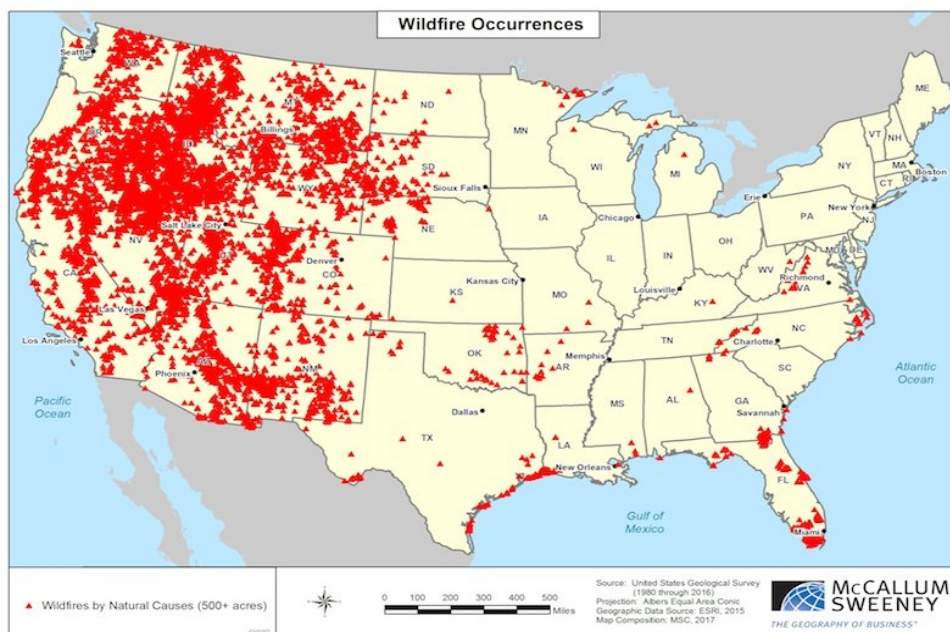 Wildfire Occurrences
Seattle
WA
MT
Billings
ND
MN
ME
VT
NH
OR
ID
SD
WI
MI
NY
MA
Boston
CT
RI
Sioux Falls
WY
Erie
New York
Salt Lake City
NE
IA
Chicago
PA
NJ
NV
Denver
CO
IL
IN
OH
MD
DE
CA
UT
Kansas City
KS
MO
WV
Richmond
VA
Louisville
KY
Las Vegas
Los Angeles
AZ
NM
OK
AR
Memphis
TN
NC
Charlotte
Phoenix
SC
Atlantic
Ocean
Pacific
Ocean
Dallas
MS
AL
GA
Savannah
TX
LA
New Orleans
FL
Gulf of
Mexico
Miami
Wildfires by Natural Causes (500+ acres)
0 100 200 300 400 500
Miles
Source: United States Geological Survey
(1980 through 2016)
Projection: Albers Equal Area Conic
Geographic Data Source: ESRI, 2015
Map Composition: MSC, 2017
MCCALLUM
SWEENEY
THE GEOGRAPHY OF BUSINESS